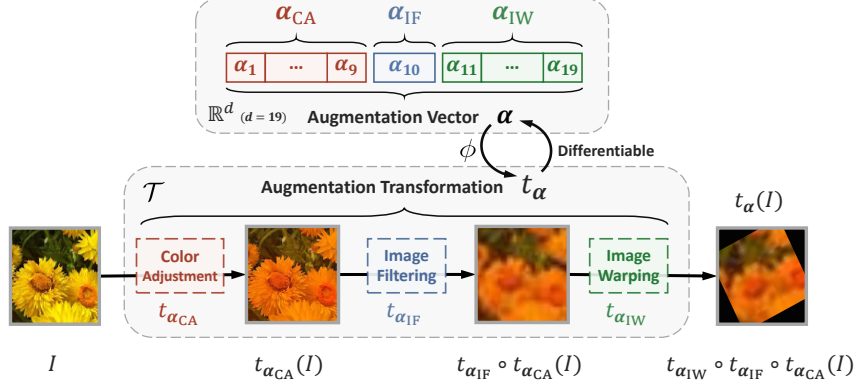 α_CA α_IF α_IW
α_1 ... α_9 α_10 α_11 ... α_19
ℝ^d (d = 19) Augmentation Vector α
ϕ Differentiable
𝒯 Augmentation Transformation t_α
t_α(I)
Color Adjustment
Image Filtering
Image Warping
t_α_CA t_α_IF t_α_IW
I t_α_CA(I) t_α_IF ∘ t_α_CA(I) t_α_IW ∘ t_α_IF ∘ t_α_CA(I)